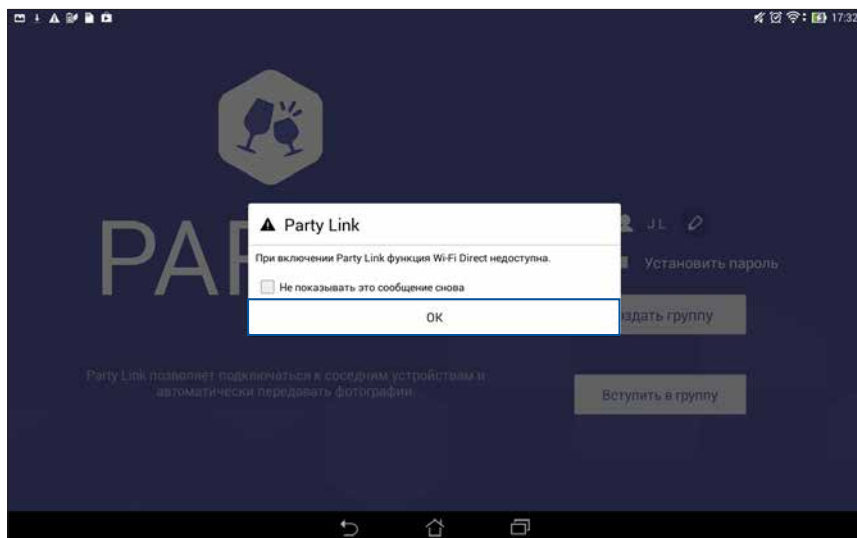 17:32
PAR
Party Link
При включении Party Link функция Wi-Fi Direct недоступна.
Не показывать это сообщение снова
OK
J L
Установить пароль
здать группу
Party Link позволяет подключаться к соседним устройствам и
автоматически передавать фотографии.
Вступить в группу